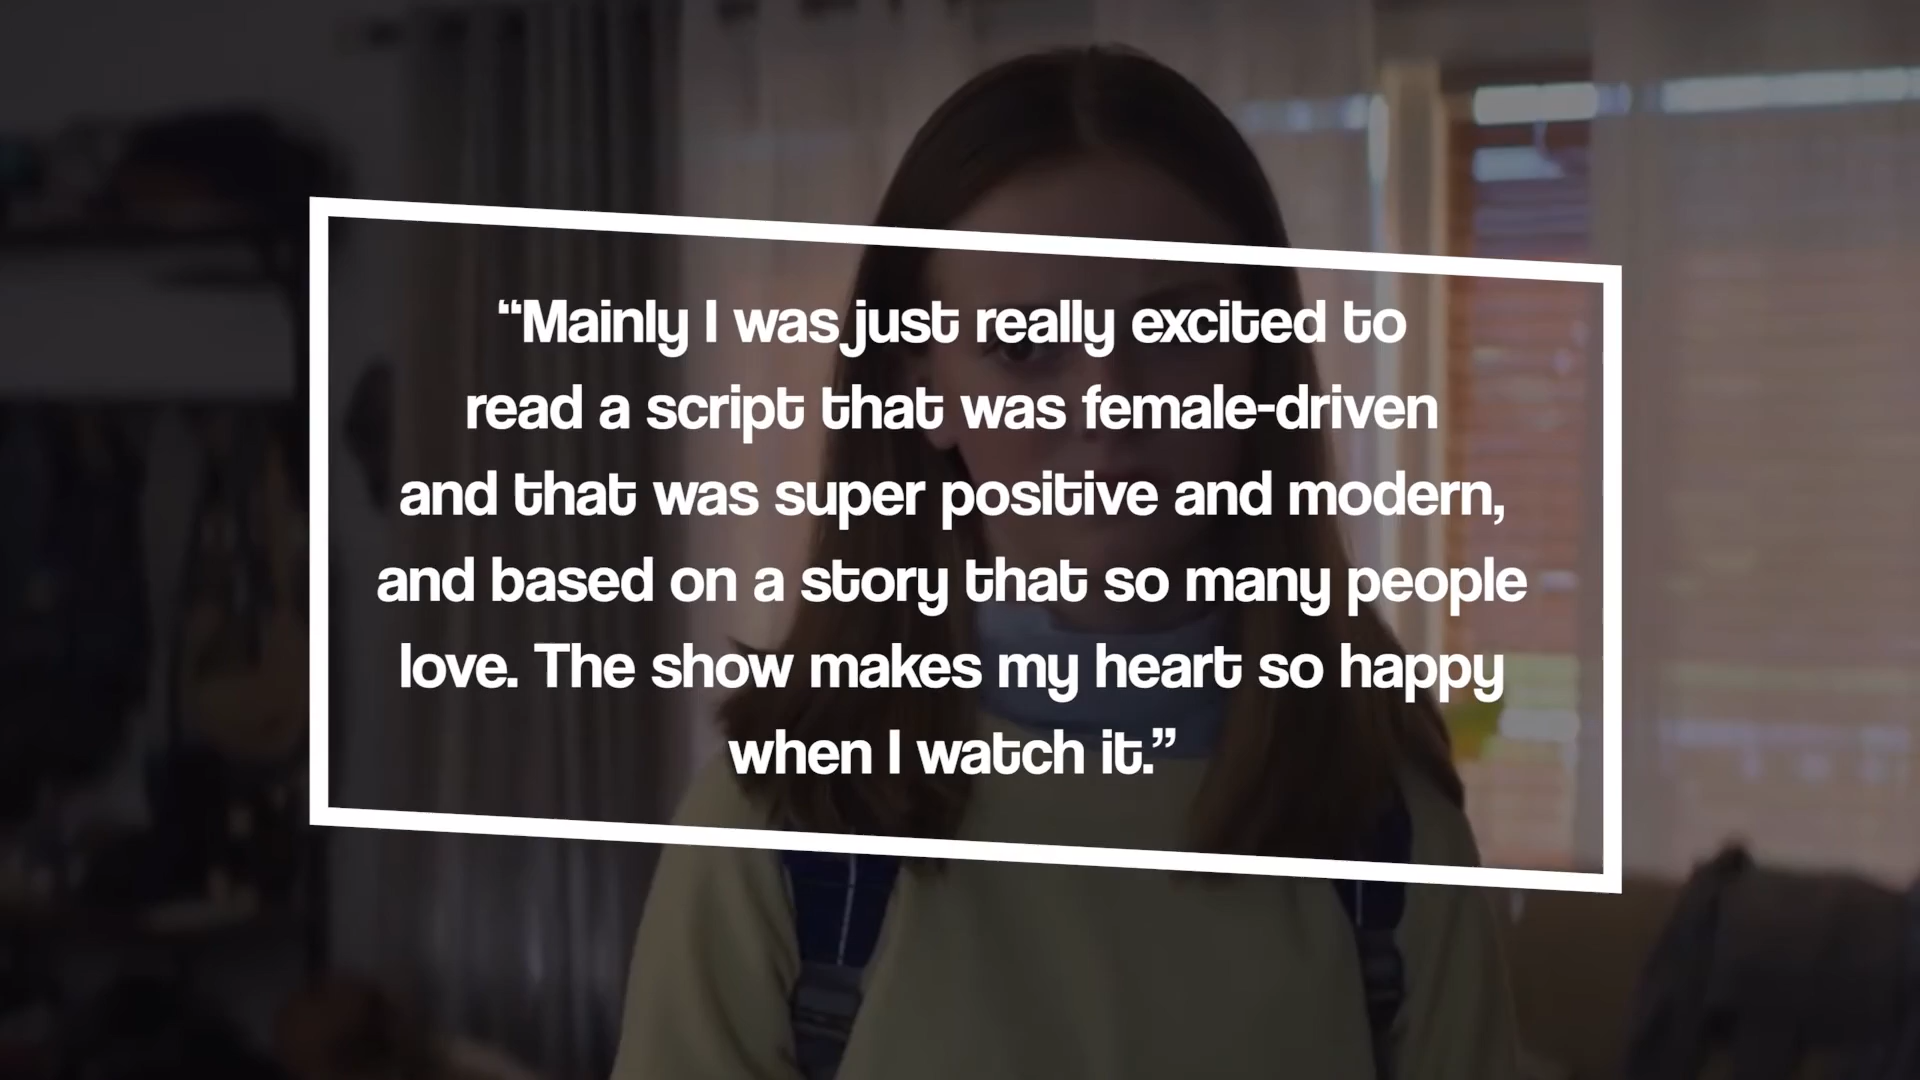 “Mainly I was just really excited to
read a script that was female-driven
and that was super positive and modern,
and based on a story that so many people
love. The show makes my heart so happy
when I watch it.”